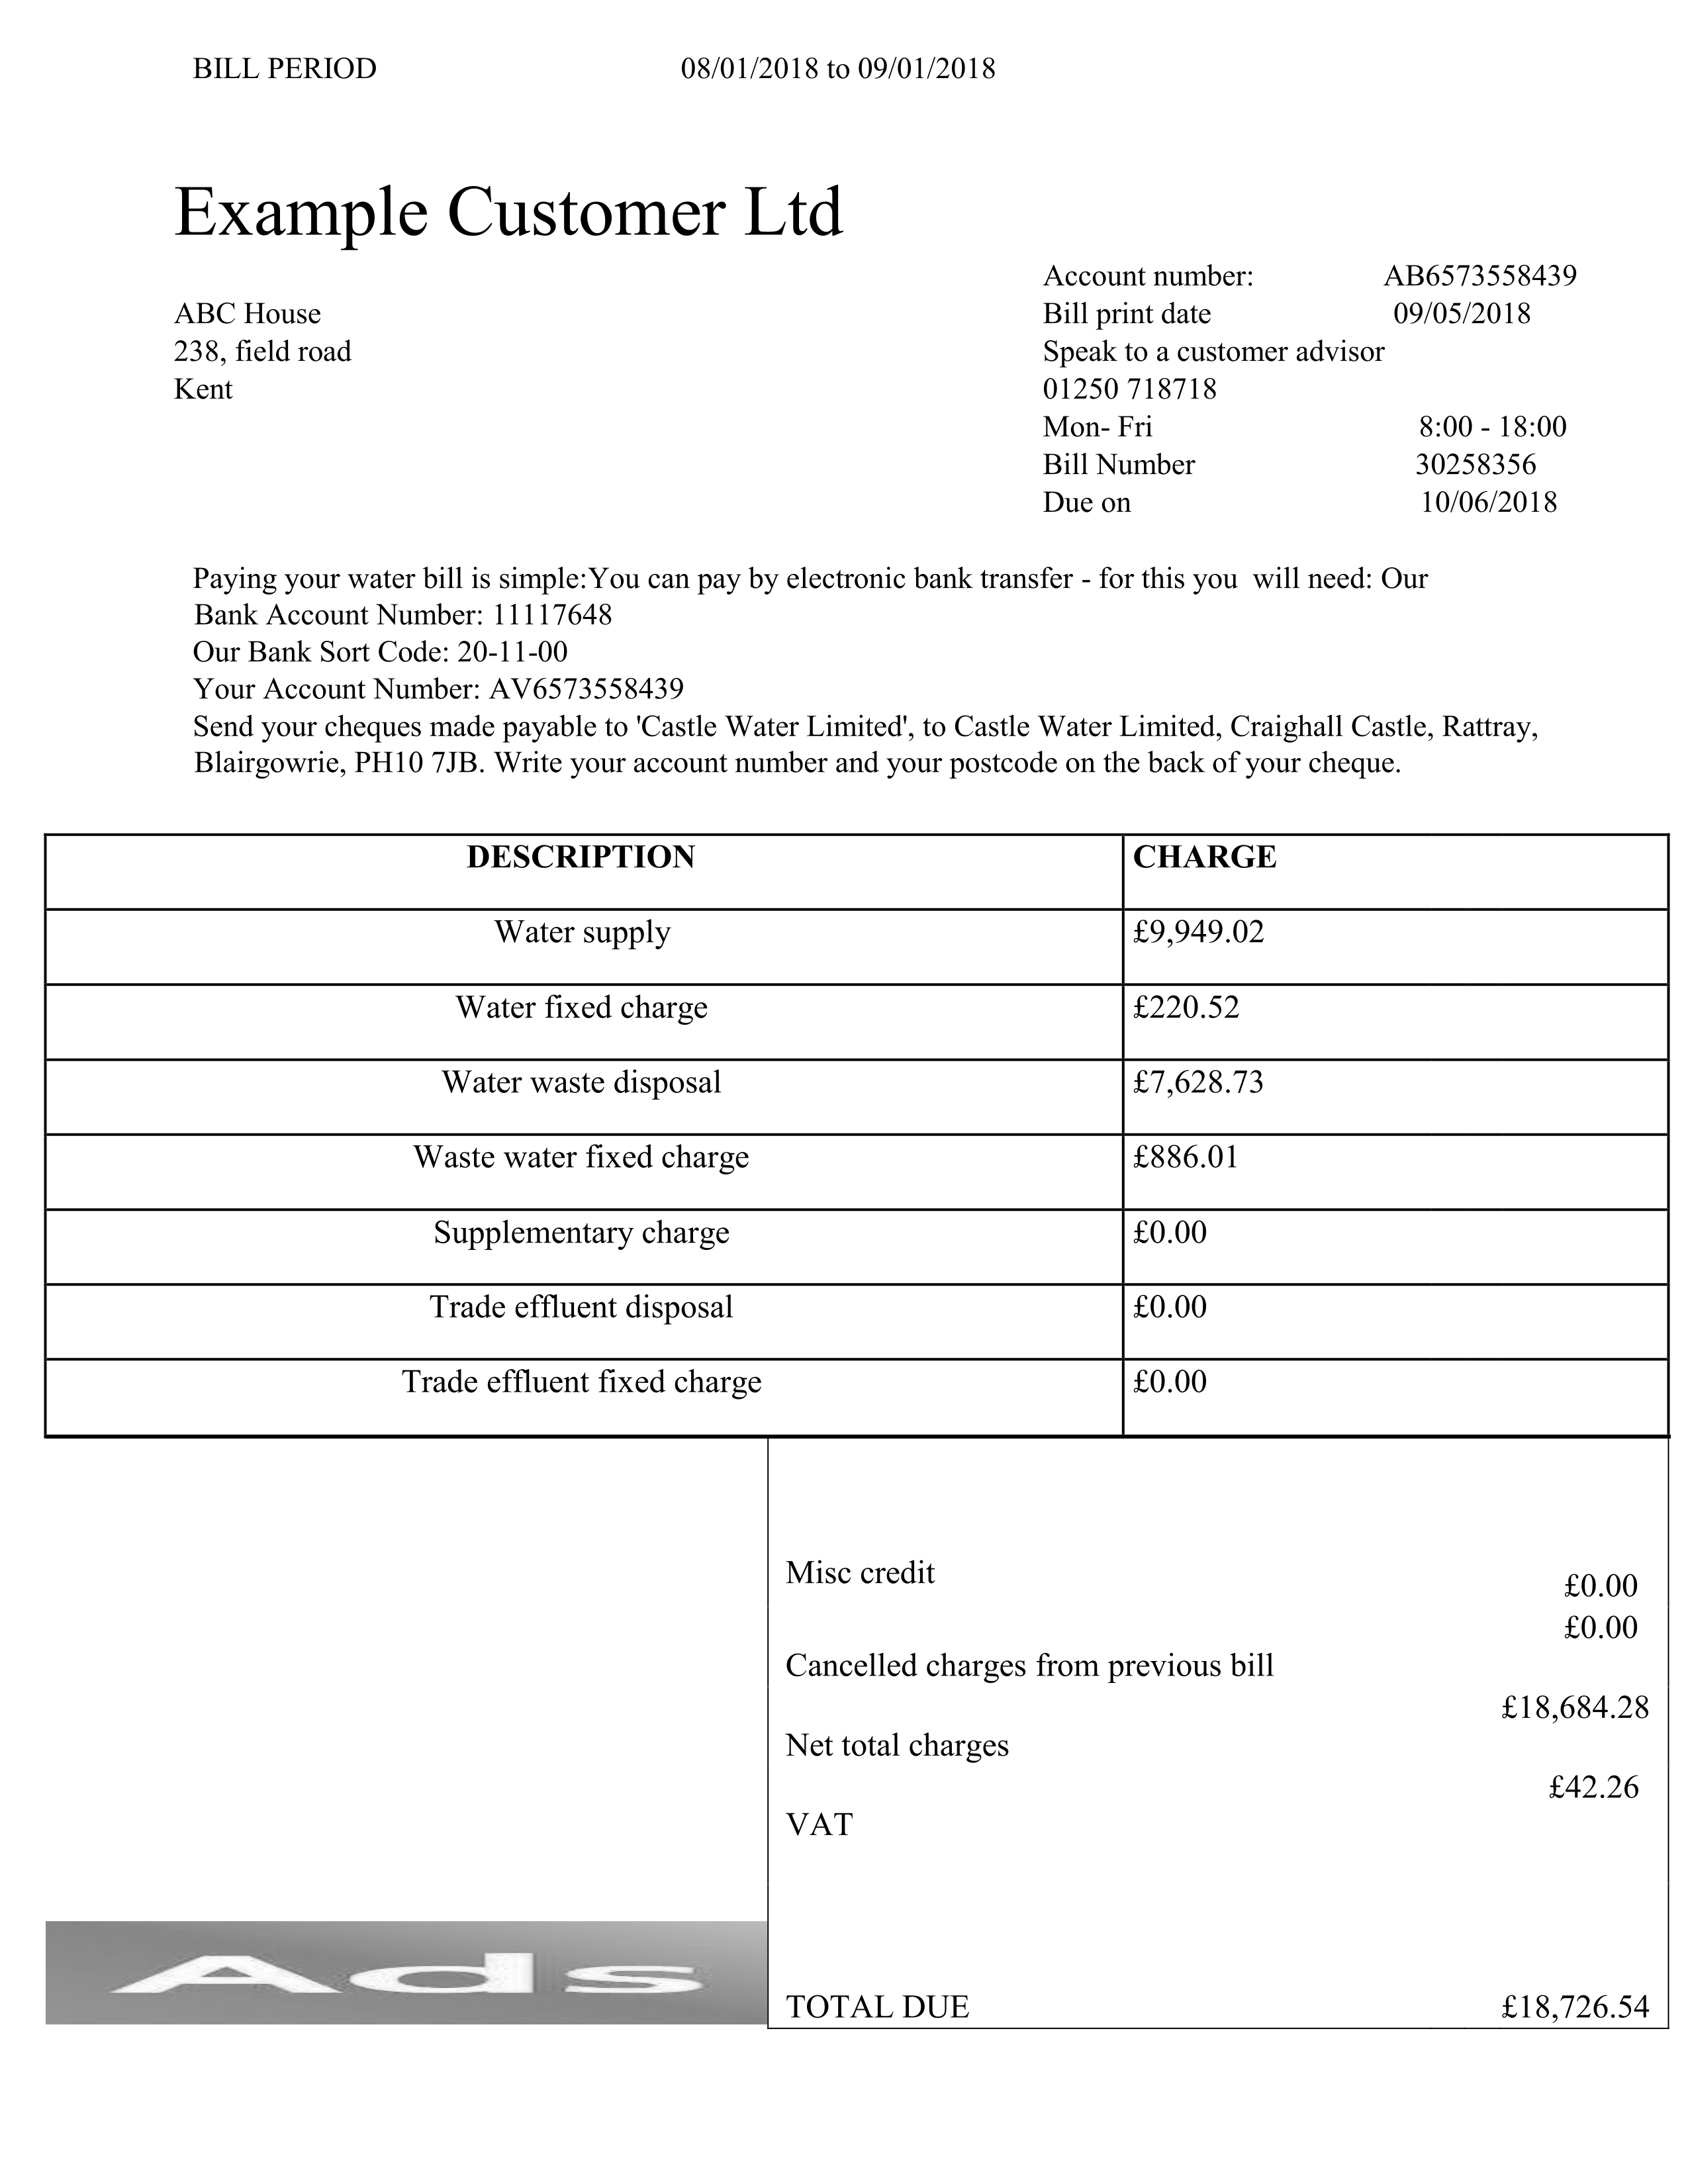 BILL PERIOD 08/01/2018 to 09/01/2018
Example Customer Ltd
ABC House
238, field road
Kent
Account number: AB6573558439
Bill print date 09/05/2018
Speak to a customer advisor
01250 718718
Mon- Fri 8:00 - 18:00
Bill Number 30258356
Due on 10/06/2018
Paying your water bill is simple:You can pay by electronic bank transfer - for this you will need: Our
Bank Account Number: 11117648
Our Bank Sort Code: 20-11-00
Your Account Number: AV6573558439
Send your cheques made payable to 'Castle Water Limited', to Castle Water Limited, Craighall Castle, Rattray,
Blairgowrie, PH10 7JB. Write your account number and your postcode on the back of your cheque.
DESCRIPTION CHARGE
Water supply £9,949.02
Water fixed charge £220.52
Water waste disposal £7,628.73
Waste water fixed charge £886.01
Supplementary charge £0.00
Trade effluent disposal £0.00
Trade effluent fixed charge £0.00
Misc credit £0.00
£0.00
Cancelled charges from previous bill
£18,684.28
Net total charges
£42.26
VAT
Ads
TOTAL DUE £18,726.54